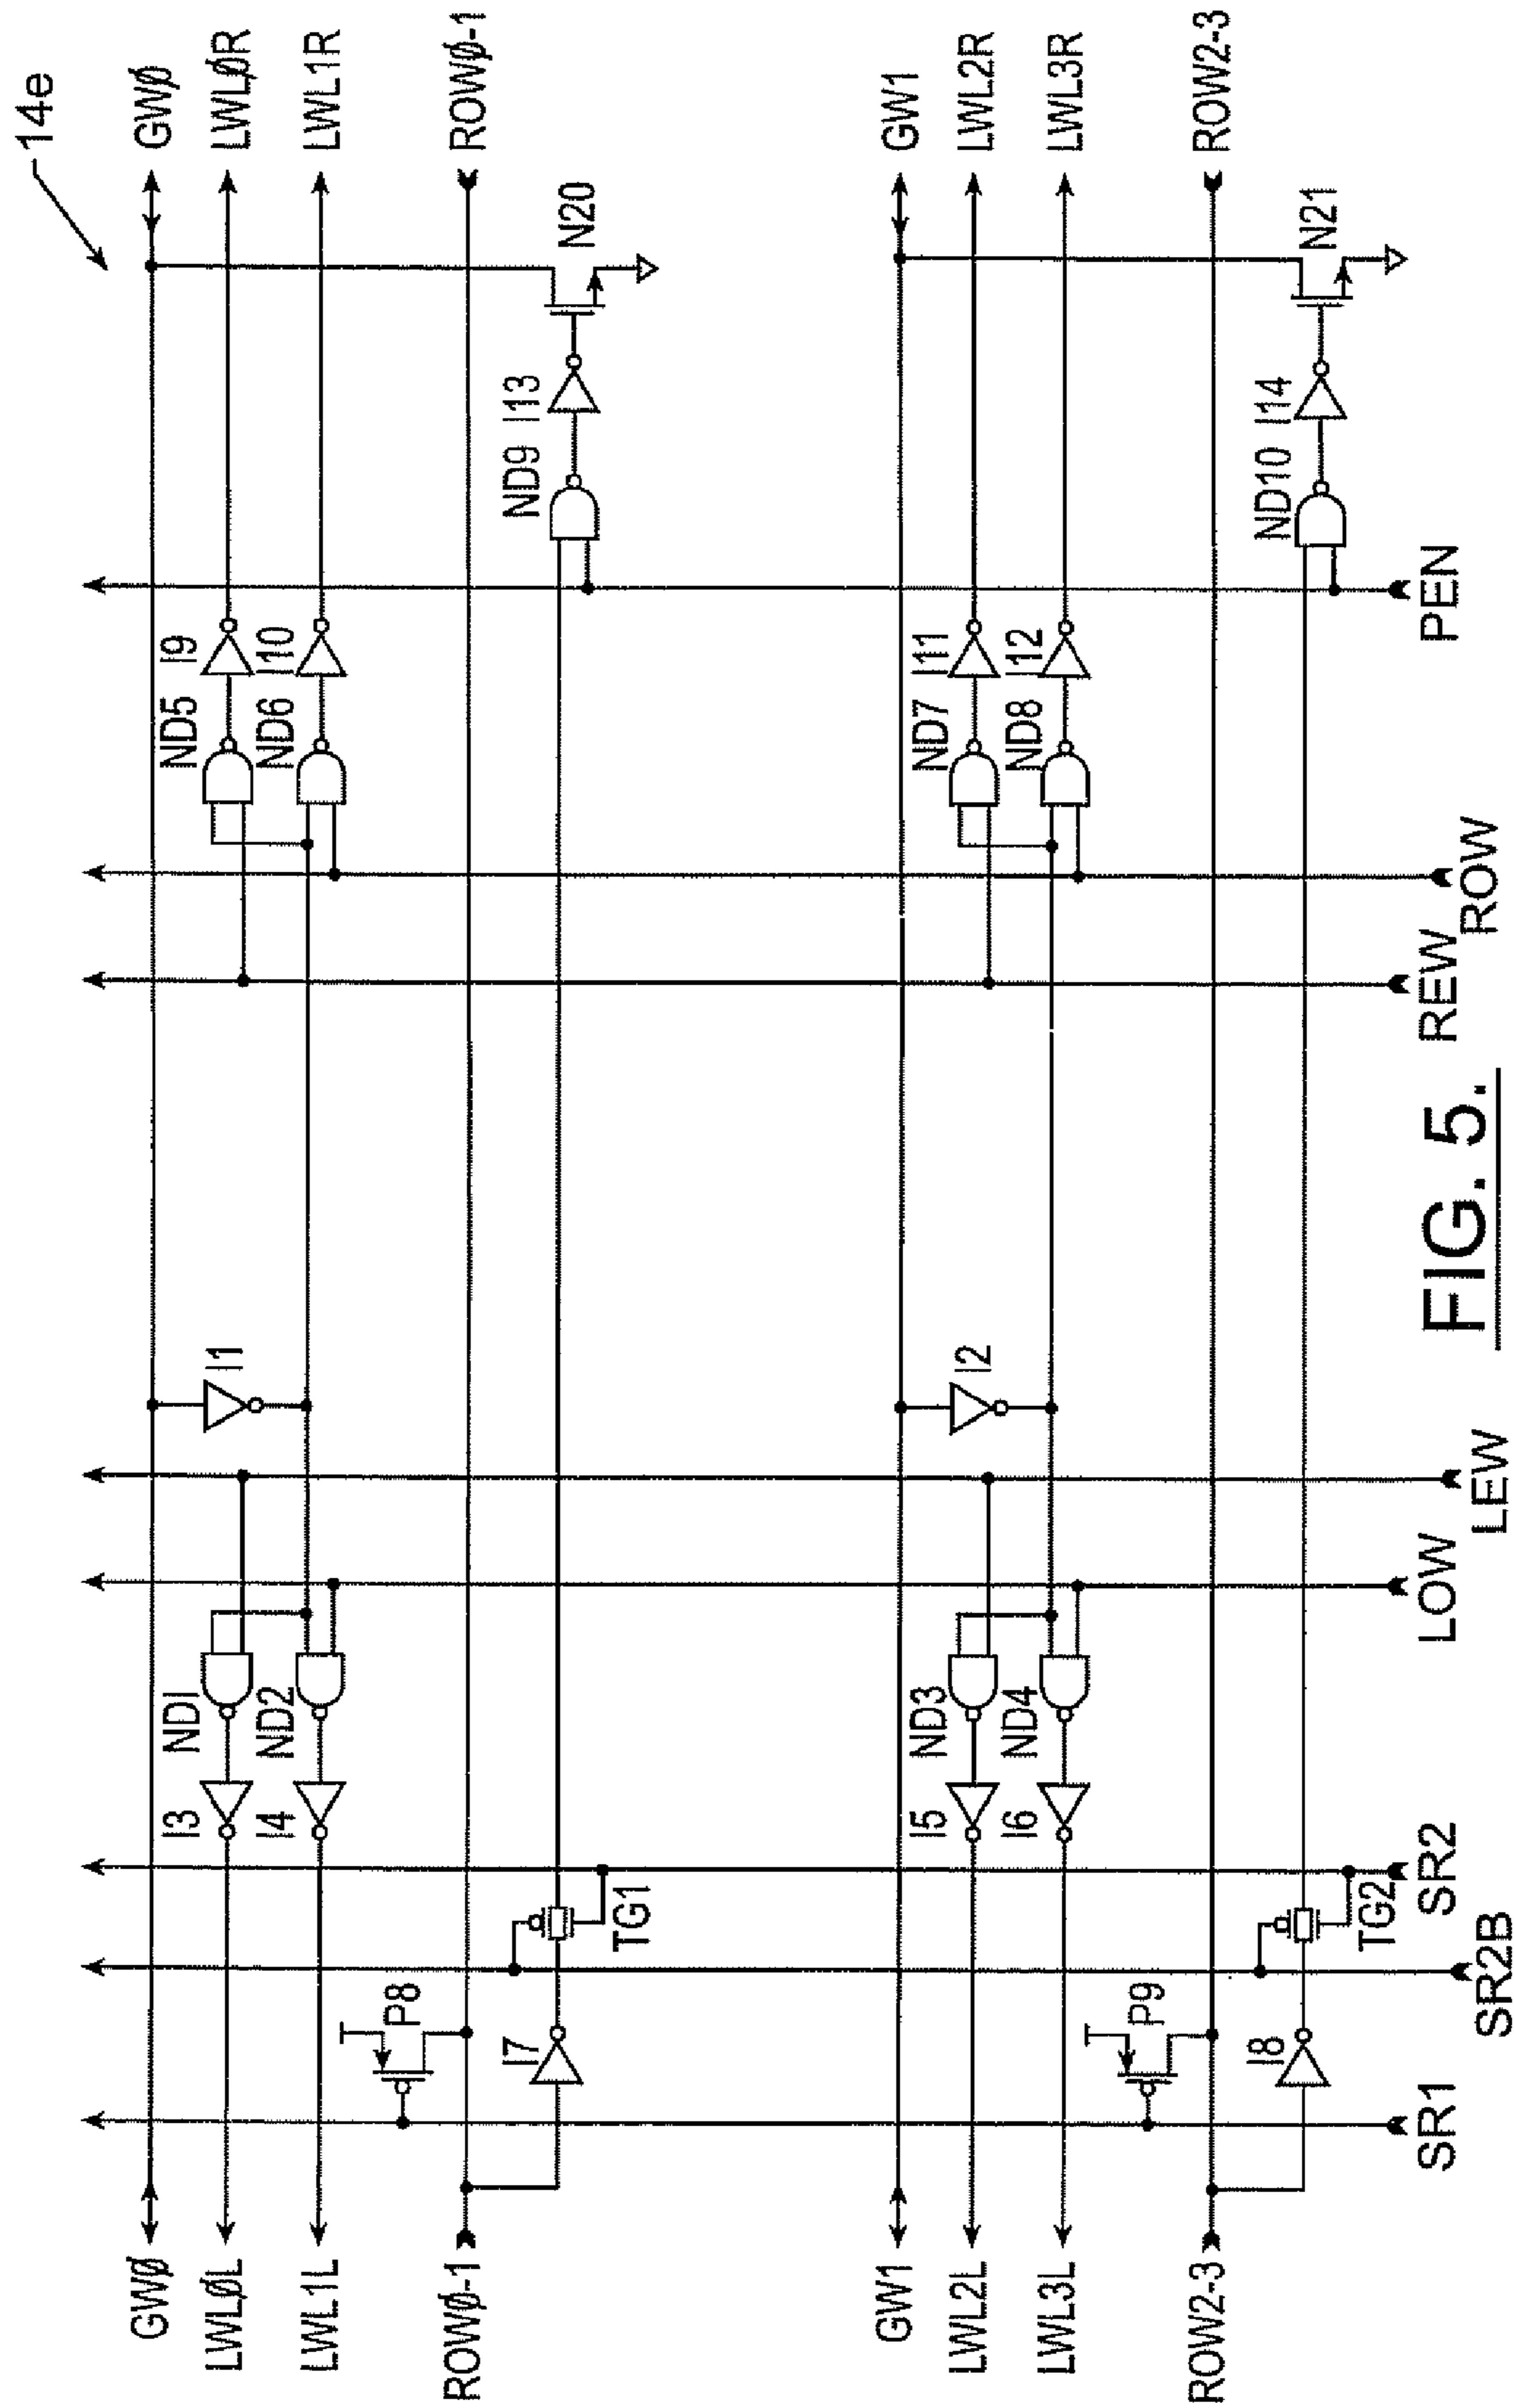 14e
GWØ
LWLØR
LWL1R
ROWØ-1
GW1
LWL2R
LWL3R
ROW2-3
N20
N21
I13
ND9
I14
ND10
PEN
I9
I10
ND5
ND6
I11
I12
ND7
ND8
ROW
REW
I1
I2
LEW
LOW
ND1
ND2
I3
I4
ND3
ND4
I5
I6
SR2
TG1
TG2
SR2B
P8
I7
P9
I8
SR1
GWØ
LWLØL
LWL1L
ROWØ-1
GW1
LWL2L
LWL3L
ROW2-3
FIG. 5.